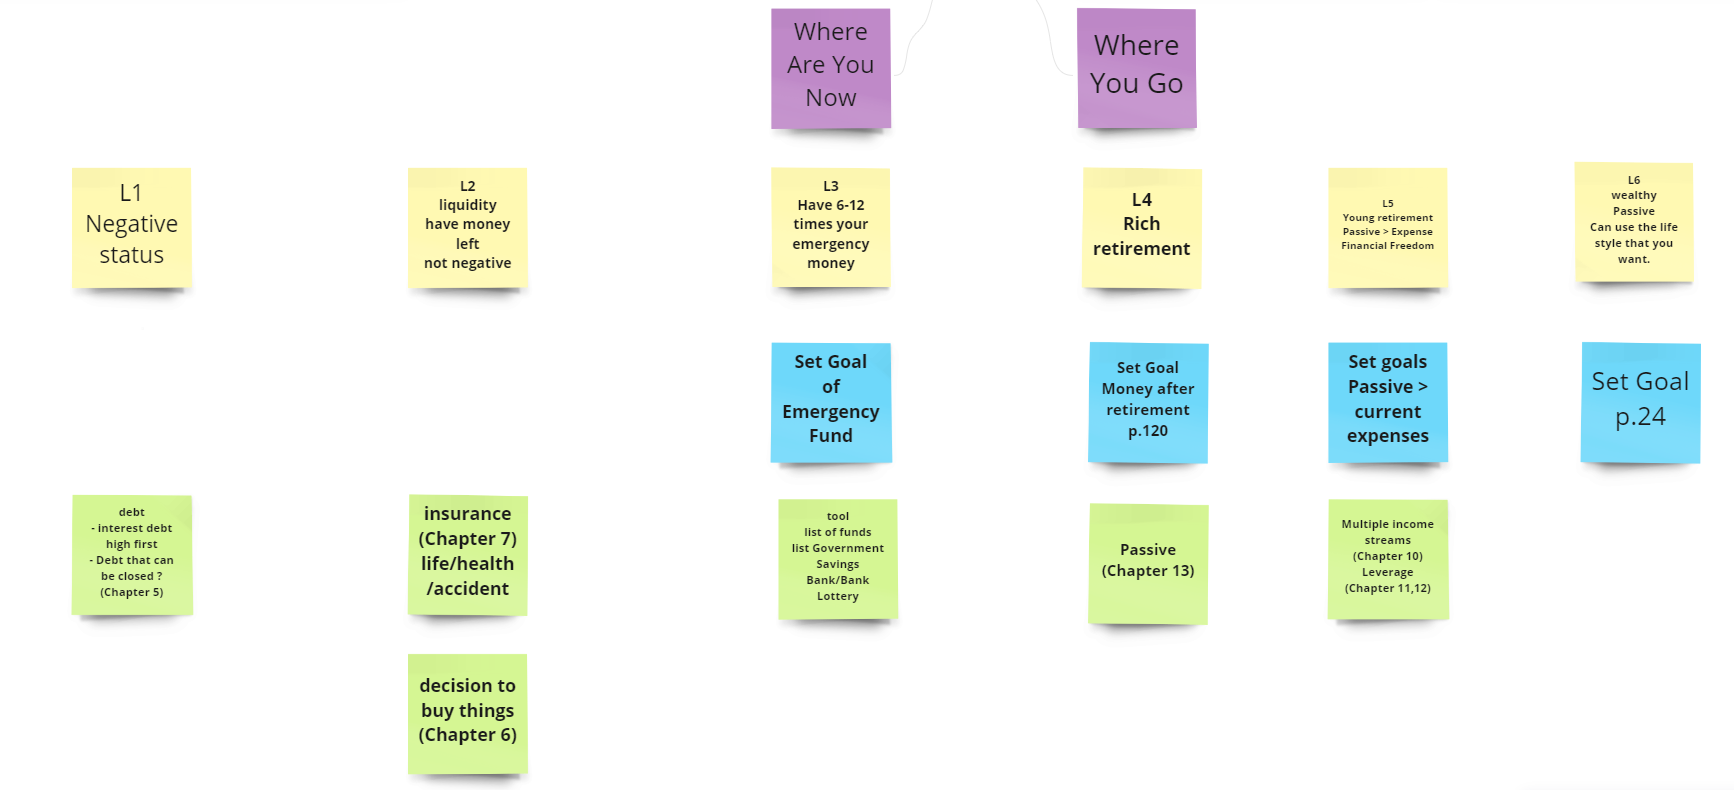 Where
Are You
Now
Where
You Go
L1
Negative
status
L2
liquidity
have money
left
not negative
L3
Have 6-12
times your
emergency
money
L4
Rich
retirement
L5
Young retirement
Passive > Expense
Financial Freedom
L6
wealthy
Passive
Can use the life
style that you
want.
Set Goal
of
Emergency
Fund
Set Goal
Money after
retirement
p.120
Set goals
Passive >
current
expenses
Set Goal
p.24
debt
- interest debt
high first
- Debt that can
be closed ?
(Chapter 5)
insurance
(Chapter 7)
life/health
/accident
tool
list of funds
list Government
Savings
Bank/Bank
Lottery
Passive
(Chapter 13)
Multiple income
streams
(Chapter 10)
Leverage
(Chapter 11,12)
decision to
buy things
(Chapter 6)